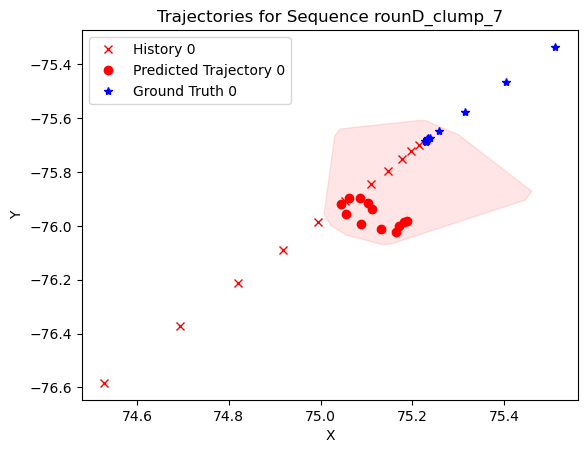 Trajectories for Sequence rounD_clump_7
History 0
Predicted Trajectory 0
Ground Truth 0
−75.4
−75.6
−75.8
−76.0
−76.2
−76.4
−76.6
Y
74.6 74.8 75.0 75.2 75.4
X